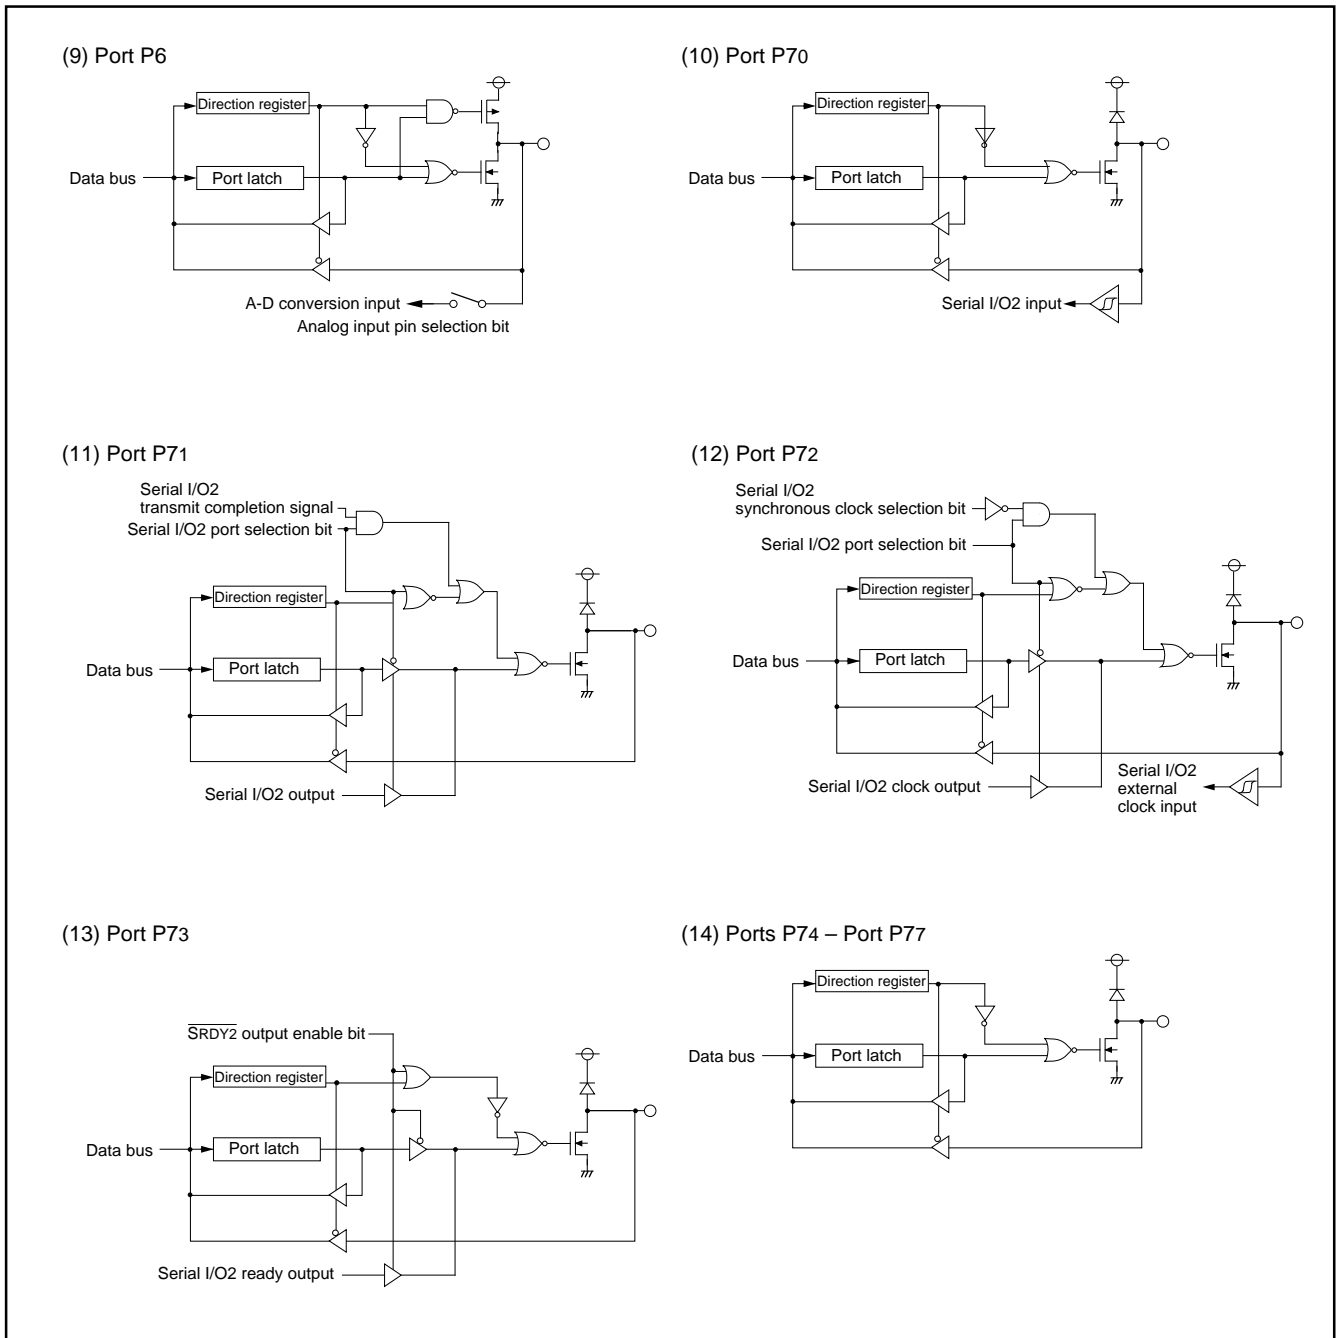 (9) Port P6
Direction register
Data bus
Port latch
A-D conversion input
Analog input pin selection bit
(10) Port P70
Direction register
Data bus
Port latch
Serial I/O2 input
(11) Port P71
Serial I/O2
transmit completion signal
Serial I/O2 port selection bit
Direction register
Data bus
Port latch
Serial I/O2 output
(12) Port P72
Serial I/O2
synchronous clock selection bit
Serial I/O2 port selection bit
Direction register
Data bus
Port latch
Serial I/O2 clock output
Serial I/O2
external
clock input
(13) Port P73
SRDY2 output enable bit
Direction register
Data bus
Port latch
Serial I/O2 ready output
(14) Ports P74 – Port P77
Direction register
Data bus
Port latch